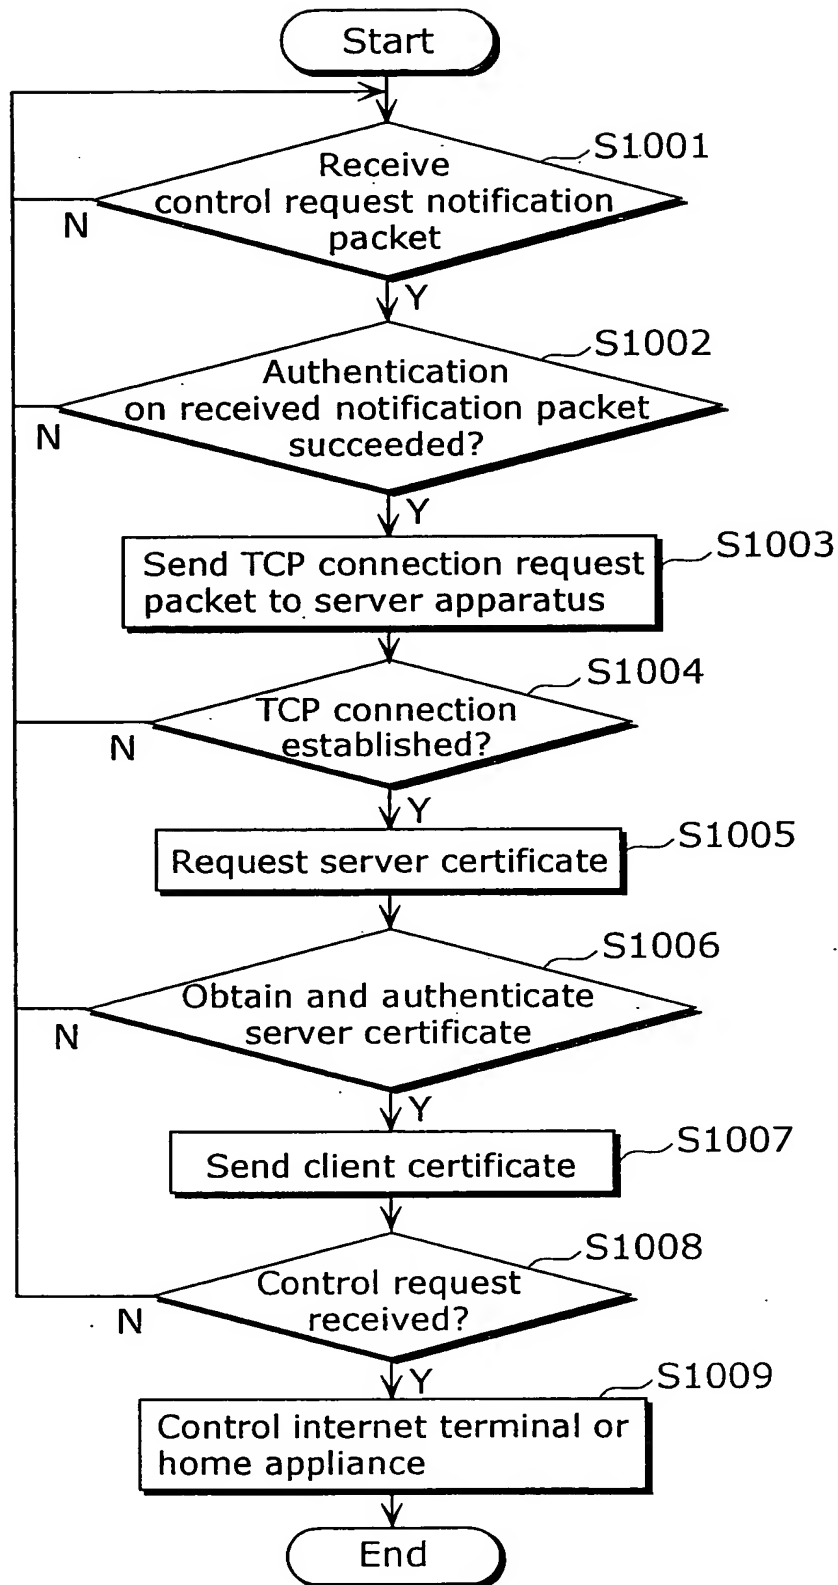 Start
S1001
Receive
control request notification
packet
N
Y
S1002
Authentication
on received notification packet
succeeded?
N
Y
S1003
Send TCP connection request
packet to server apparatus
S1004
TCP connection
established?
N
Y
S1005
Request server certificate
S1006
Obtain and authenticate
server certificate
N
Y
S1007
Send client certificate
S1008
Control request
received?
N
Y
S1009
Control internet terminal or
home appliance
End